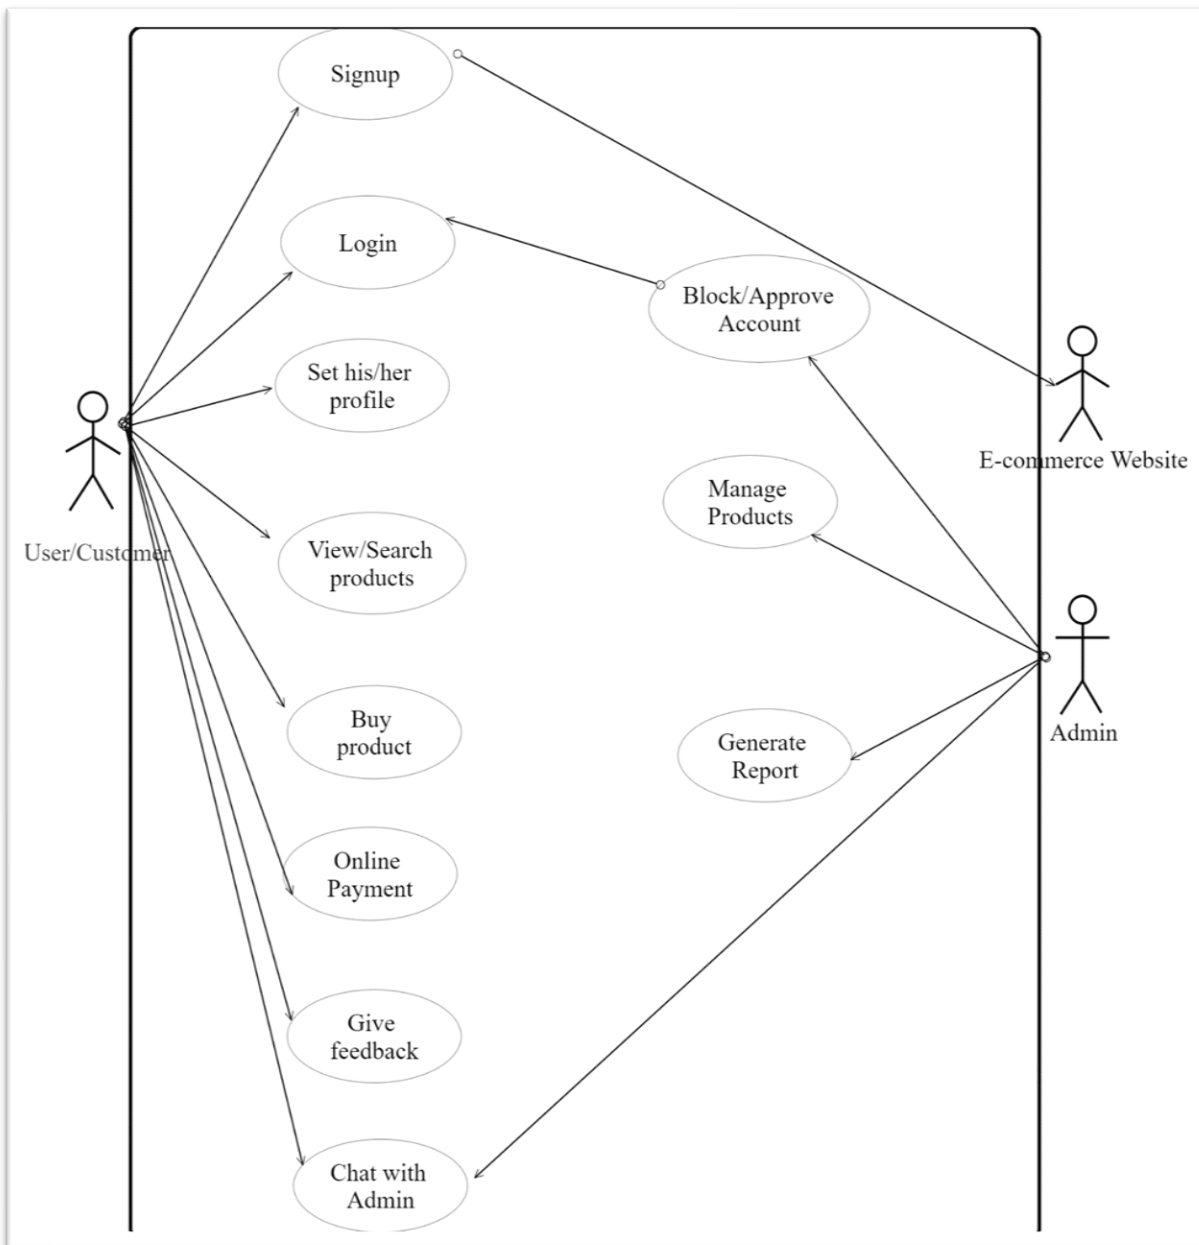 Signup
Login
Block/Approve
Account
Set his/her
profile
E-commerce Website
User/Customer
Manage
Products
View/Search
products
Admin
Buy
product
Generate
Report
Online
Payment
Give
feedback
Chat with
Admin